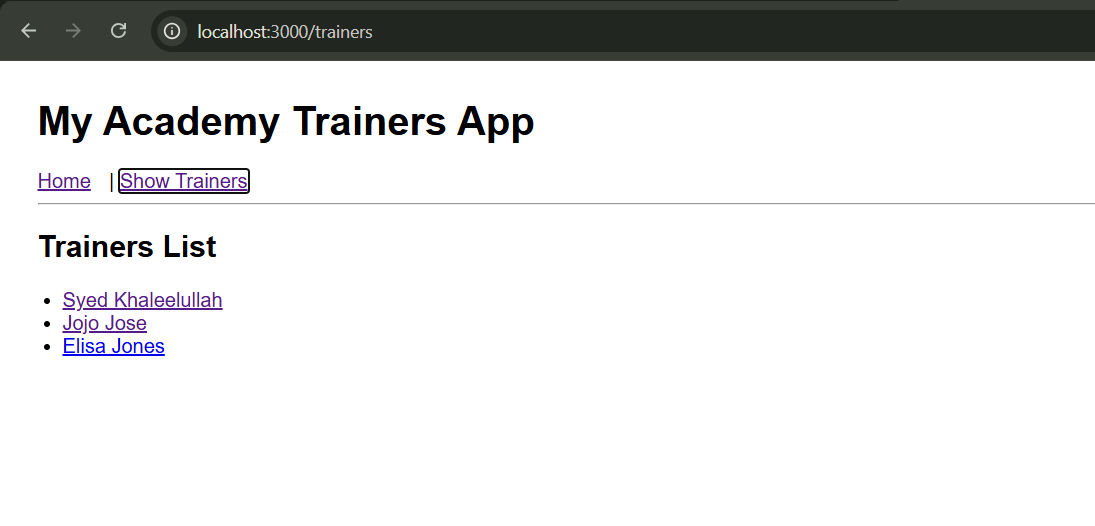 localhost:3000/trainers
My Academy Trainers App
Home | Show Trainers
Trainers List
Syed Khaleelullah
Jojo Jose
Elisa Jones